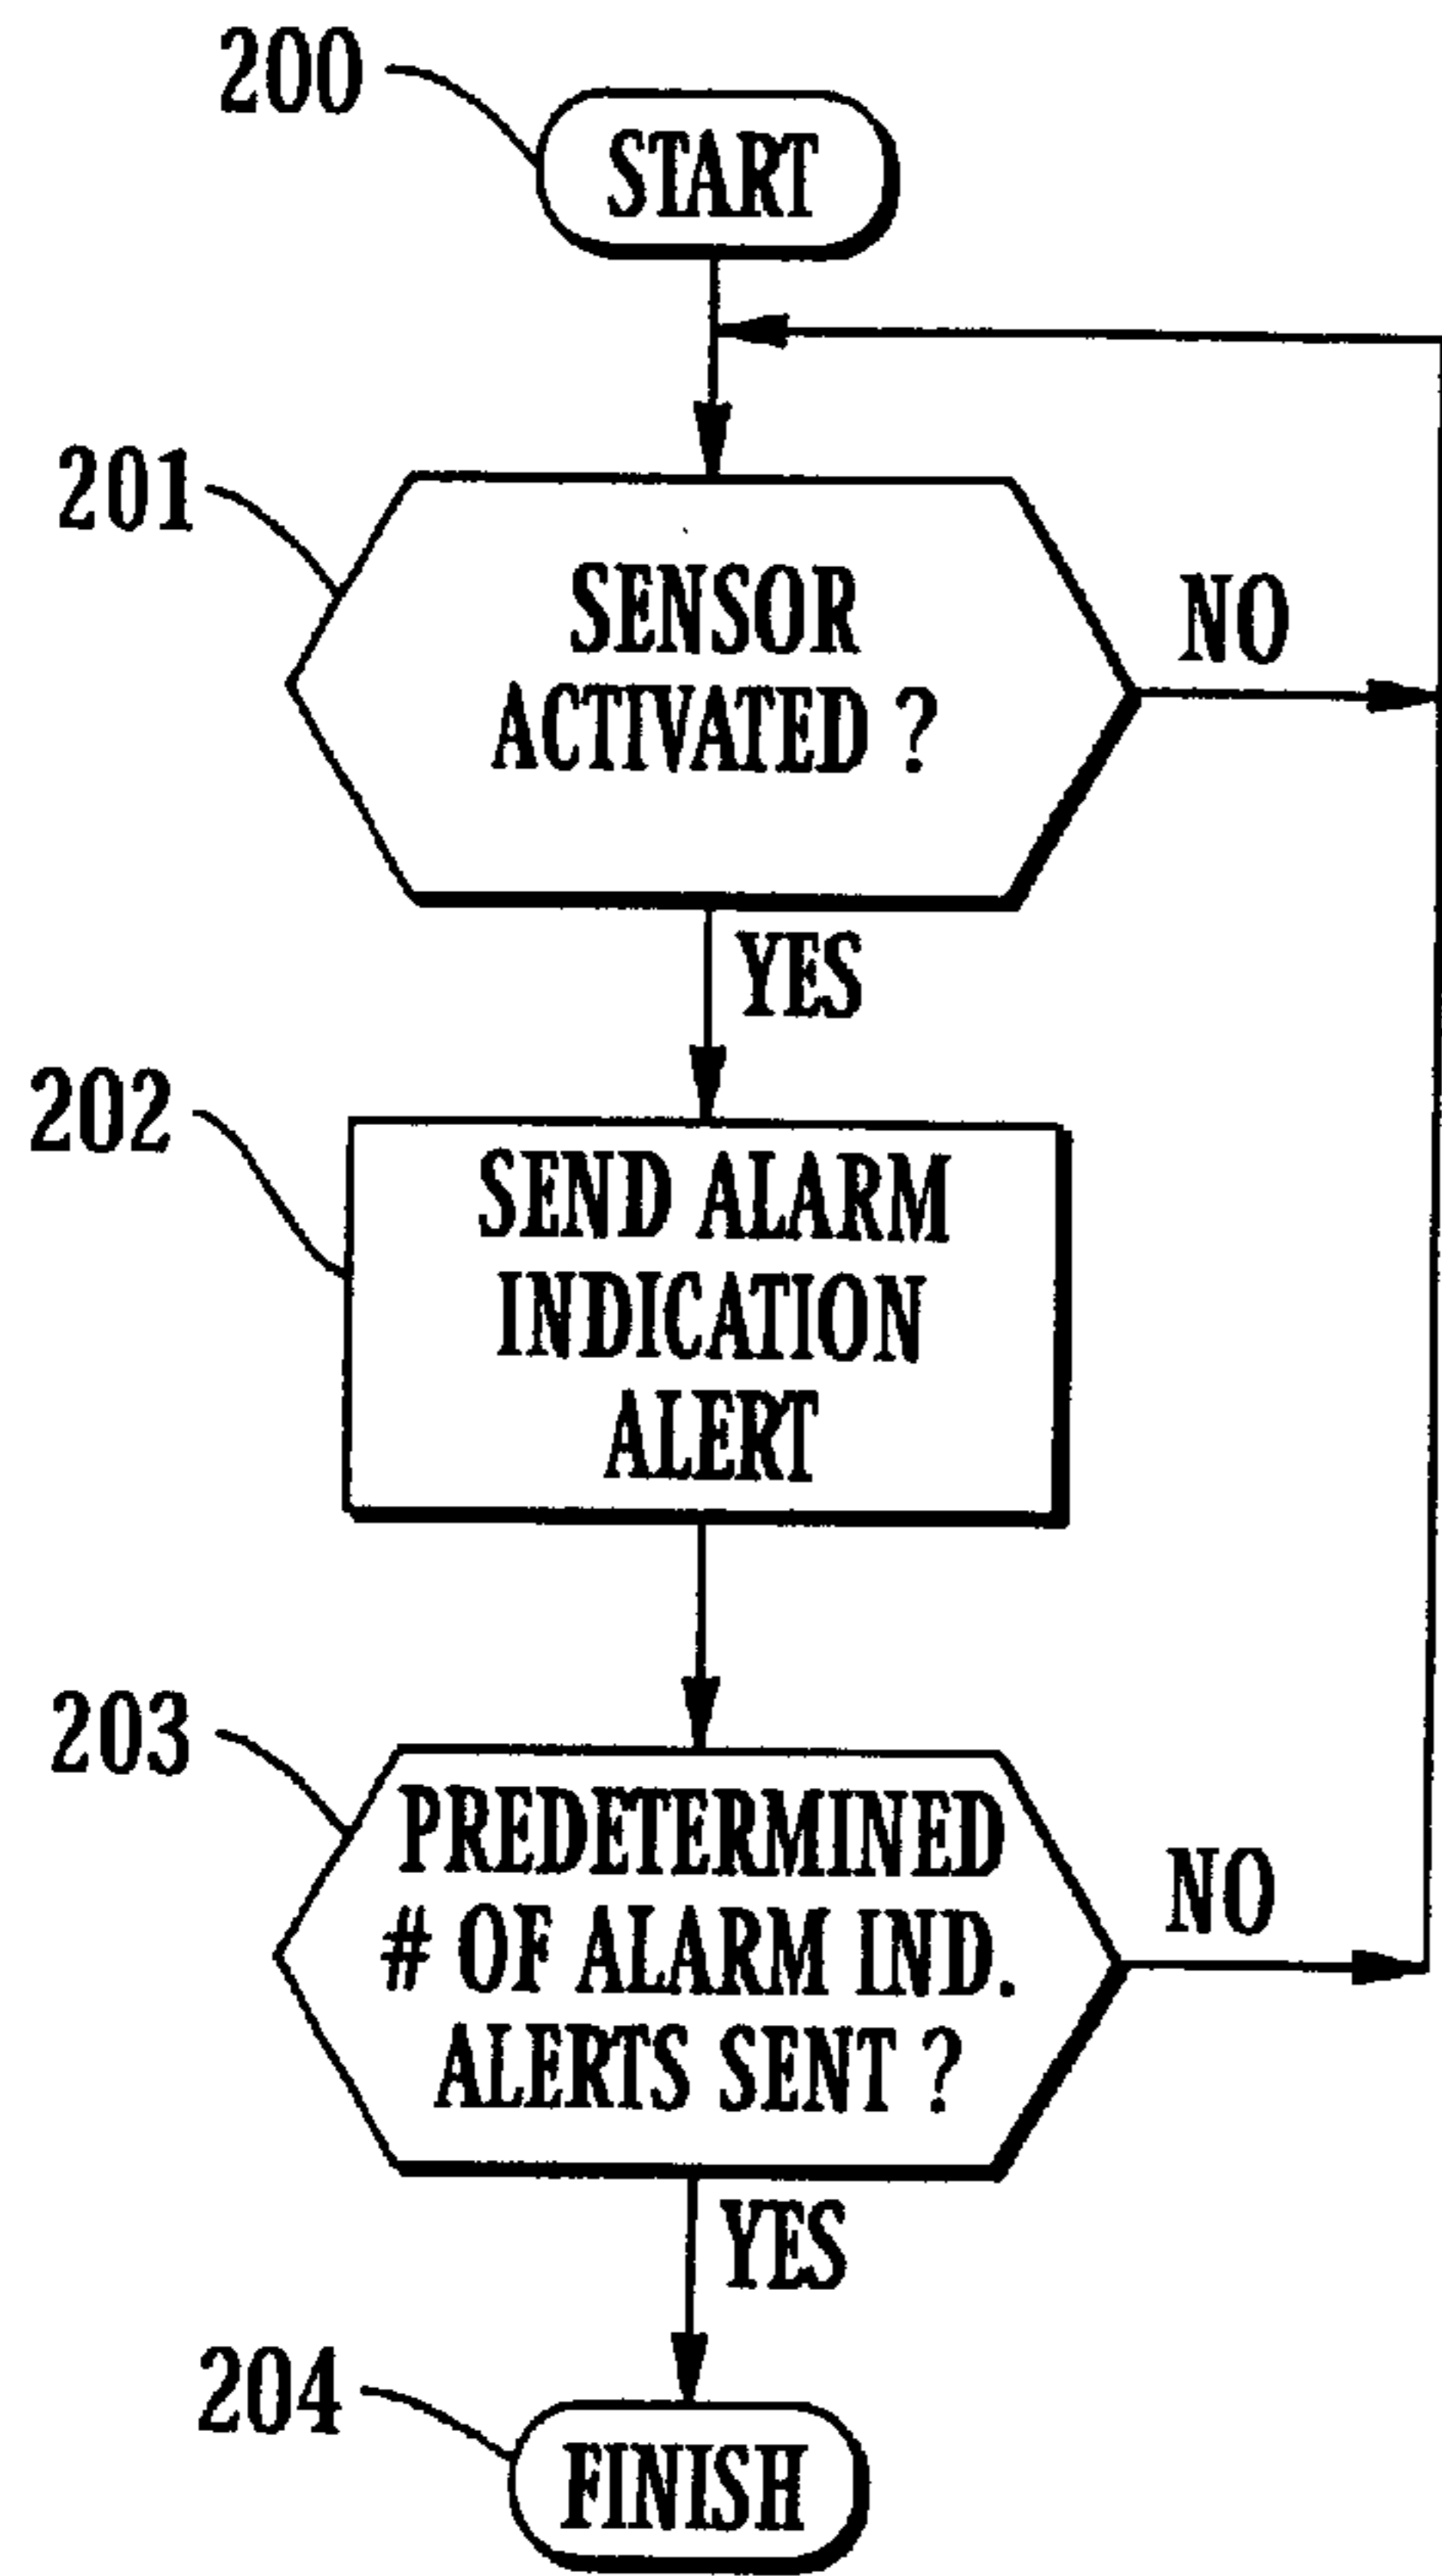 200
START
201
SENSOR
ACTIVATED ?
NO
YES
202
SEND ALARM
INDICATION
ALERT
203
PREDETERMINED
# OF ALARM IND.
ALERTS SENT ?
NO
YES
204
FINISH